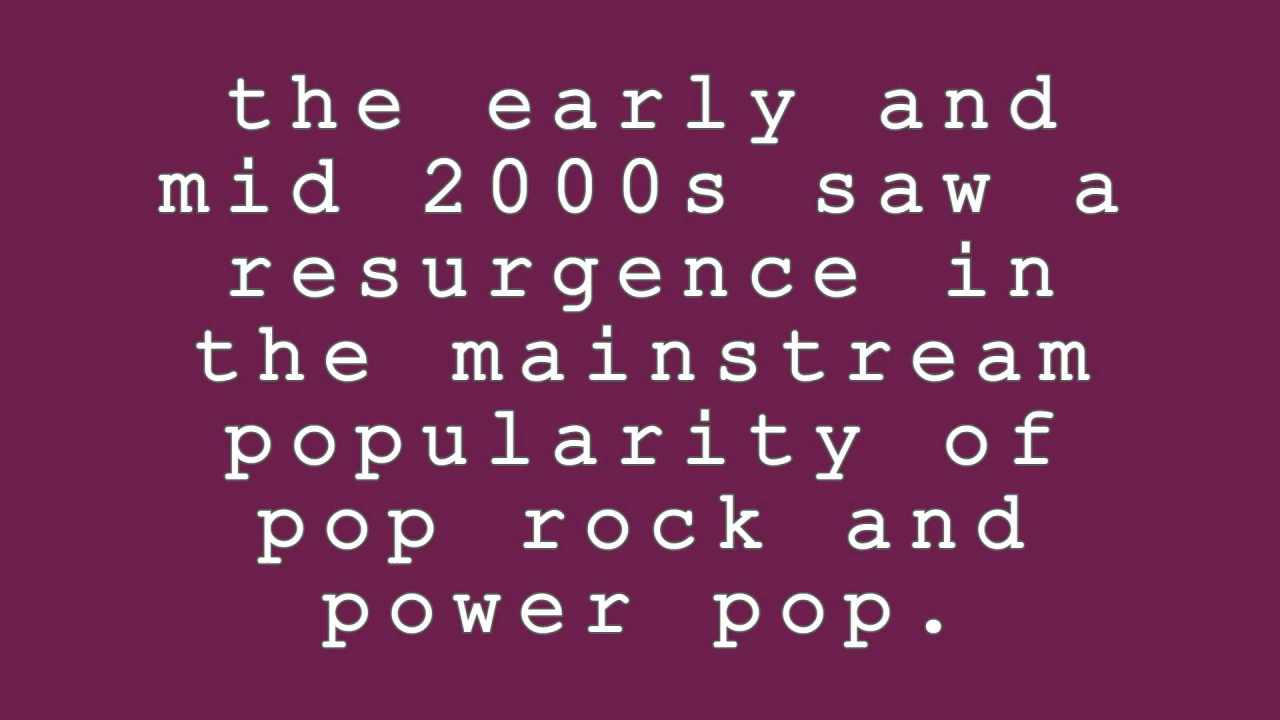 the early and
mid 2000s saw a
resurgence in
the mainstream
popularity of
pop rock and
power pop.